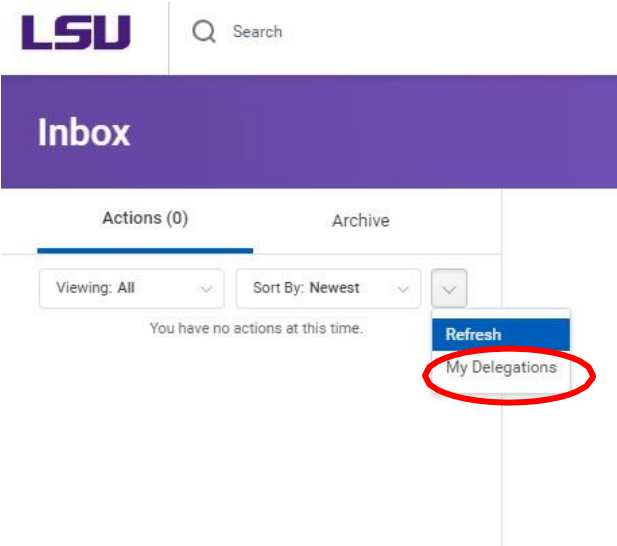 LSU
Search
Inbox
Actions (0)
Archive
Viewing: All
Sort By: Newest
You have no actions at this time.
Refresh
My Delegations